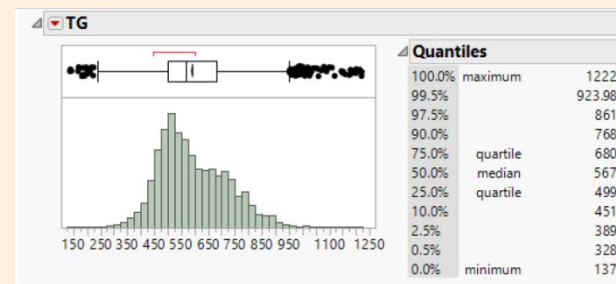 TG
150 250 350 450 550 650 750 850 950 1100 1250
Quantiles
100.0% maximum 1222
99.5% 923.98
97.5% 861
90.0% 768
75.0% quartile 680
50.0% median 567
25.0% quartile 499
10.0% 451
2.5% 389
0.5% 328
0.0% minimum 137